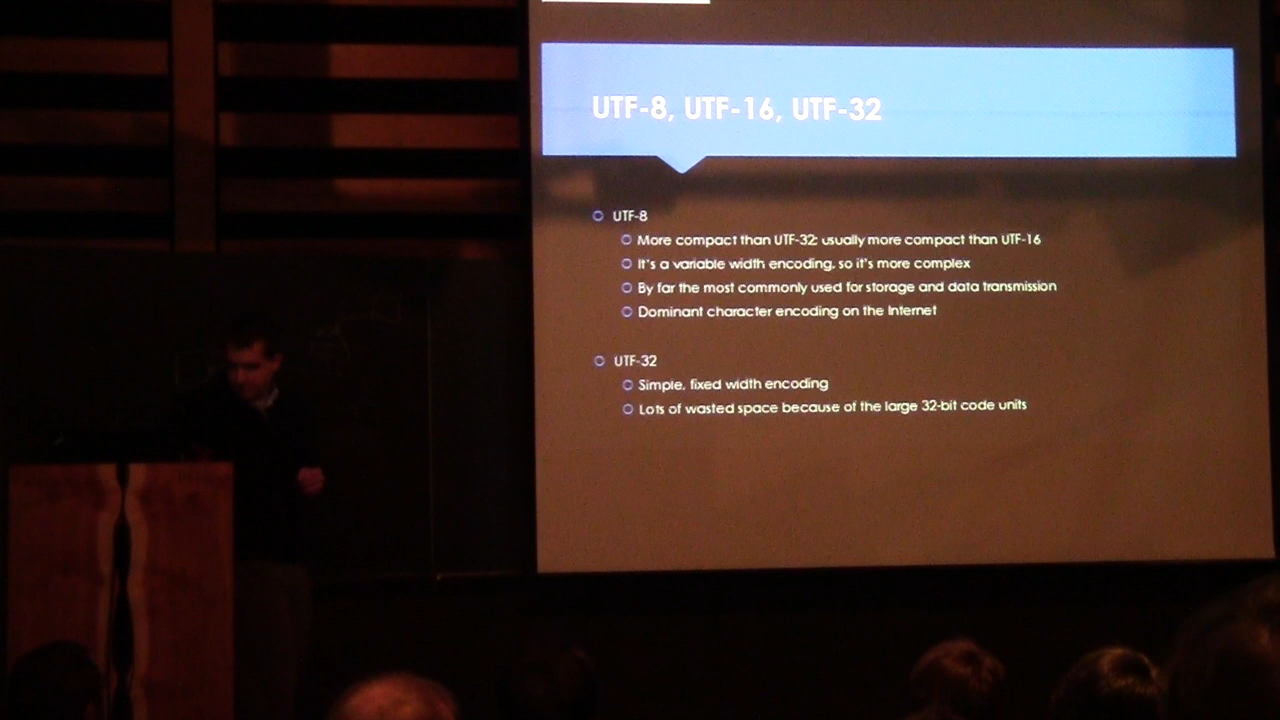 UTF-8, UTF-16, UTF-32
UTF-8
More compact than UTF-32; usually more compact than UTF-16
It's a variable width encoding, so it's more complex
By far the most commonly used for storage and data transmission
Dominant character encoding on the Internet
UTF-32
Simple, fixed width encoding
Lots of wasted space because of the large 32-bit code units